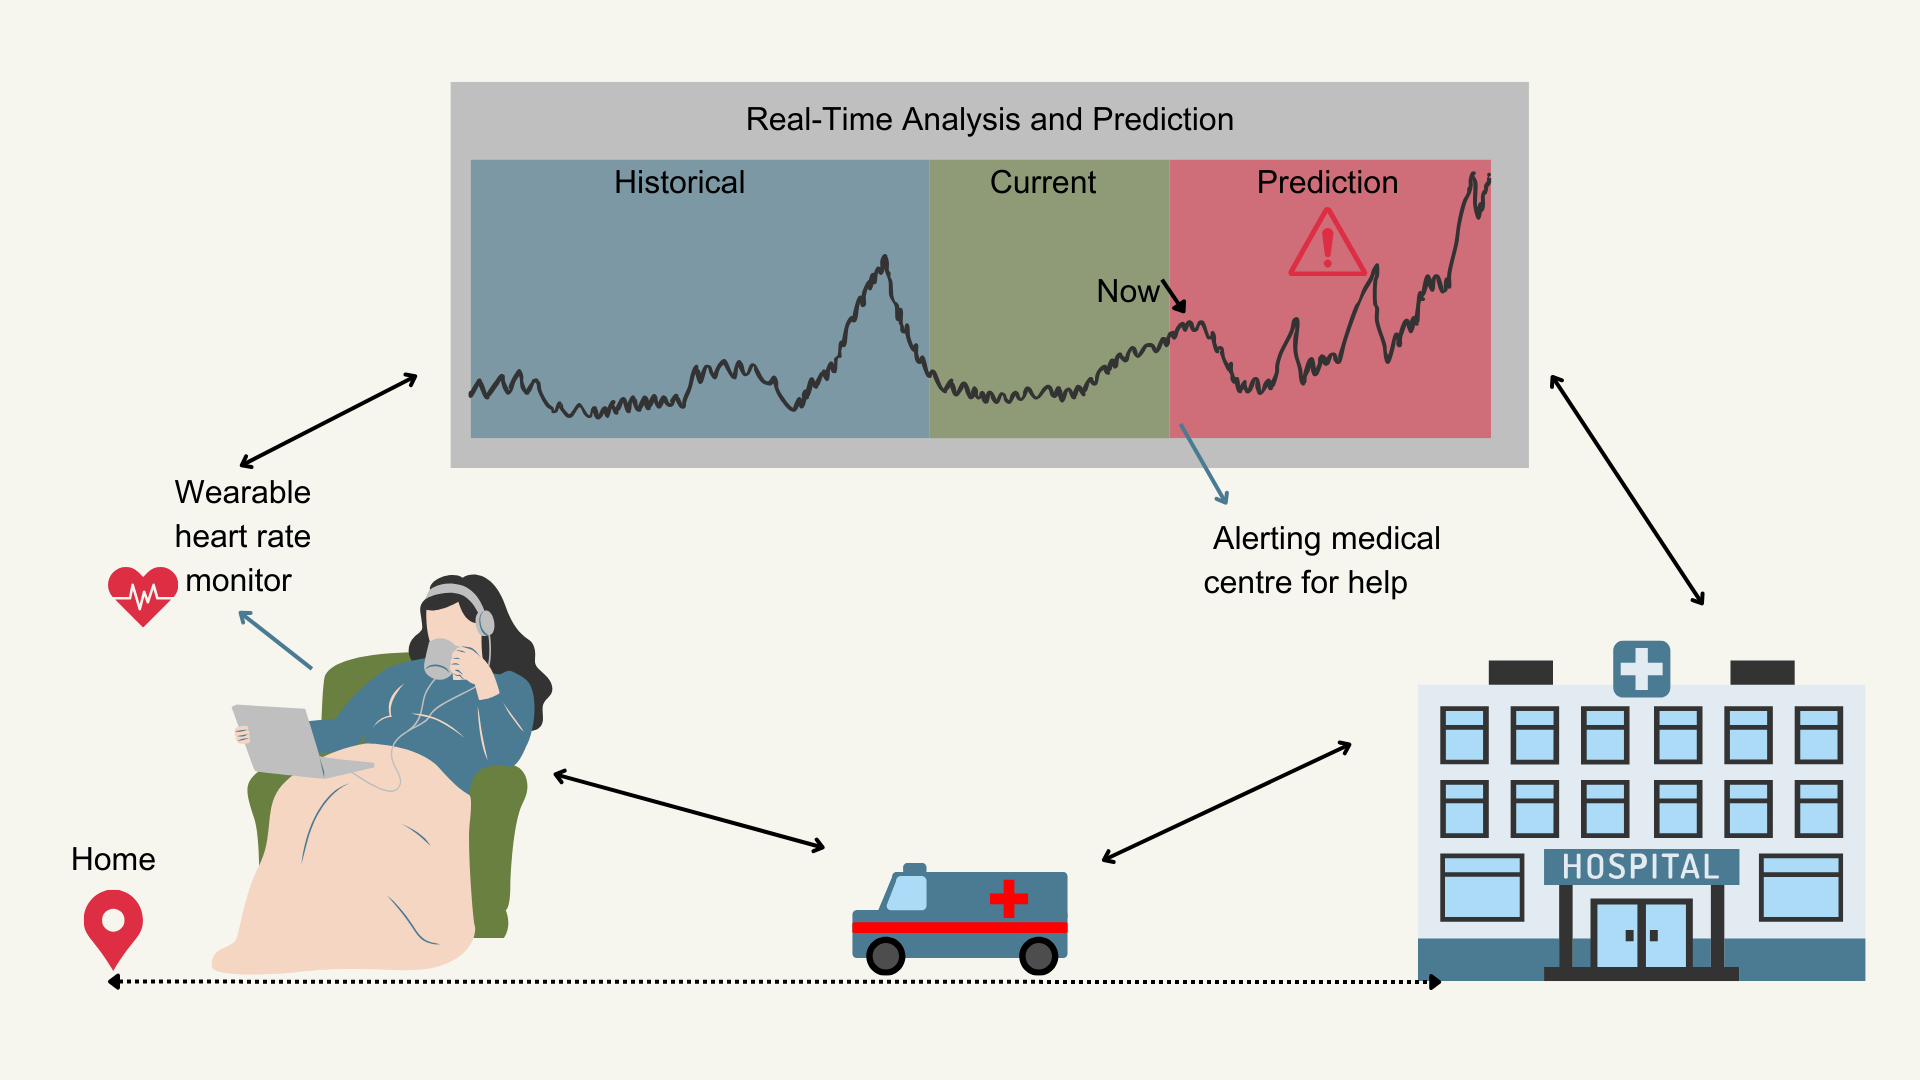 Real-Time Analysis and Prediction
Historical
Current
Prediction
Now
Wearable
heart rate
monitor
Alerting medical
centre for help
Home
HOSPITAL